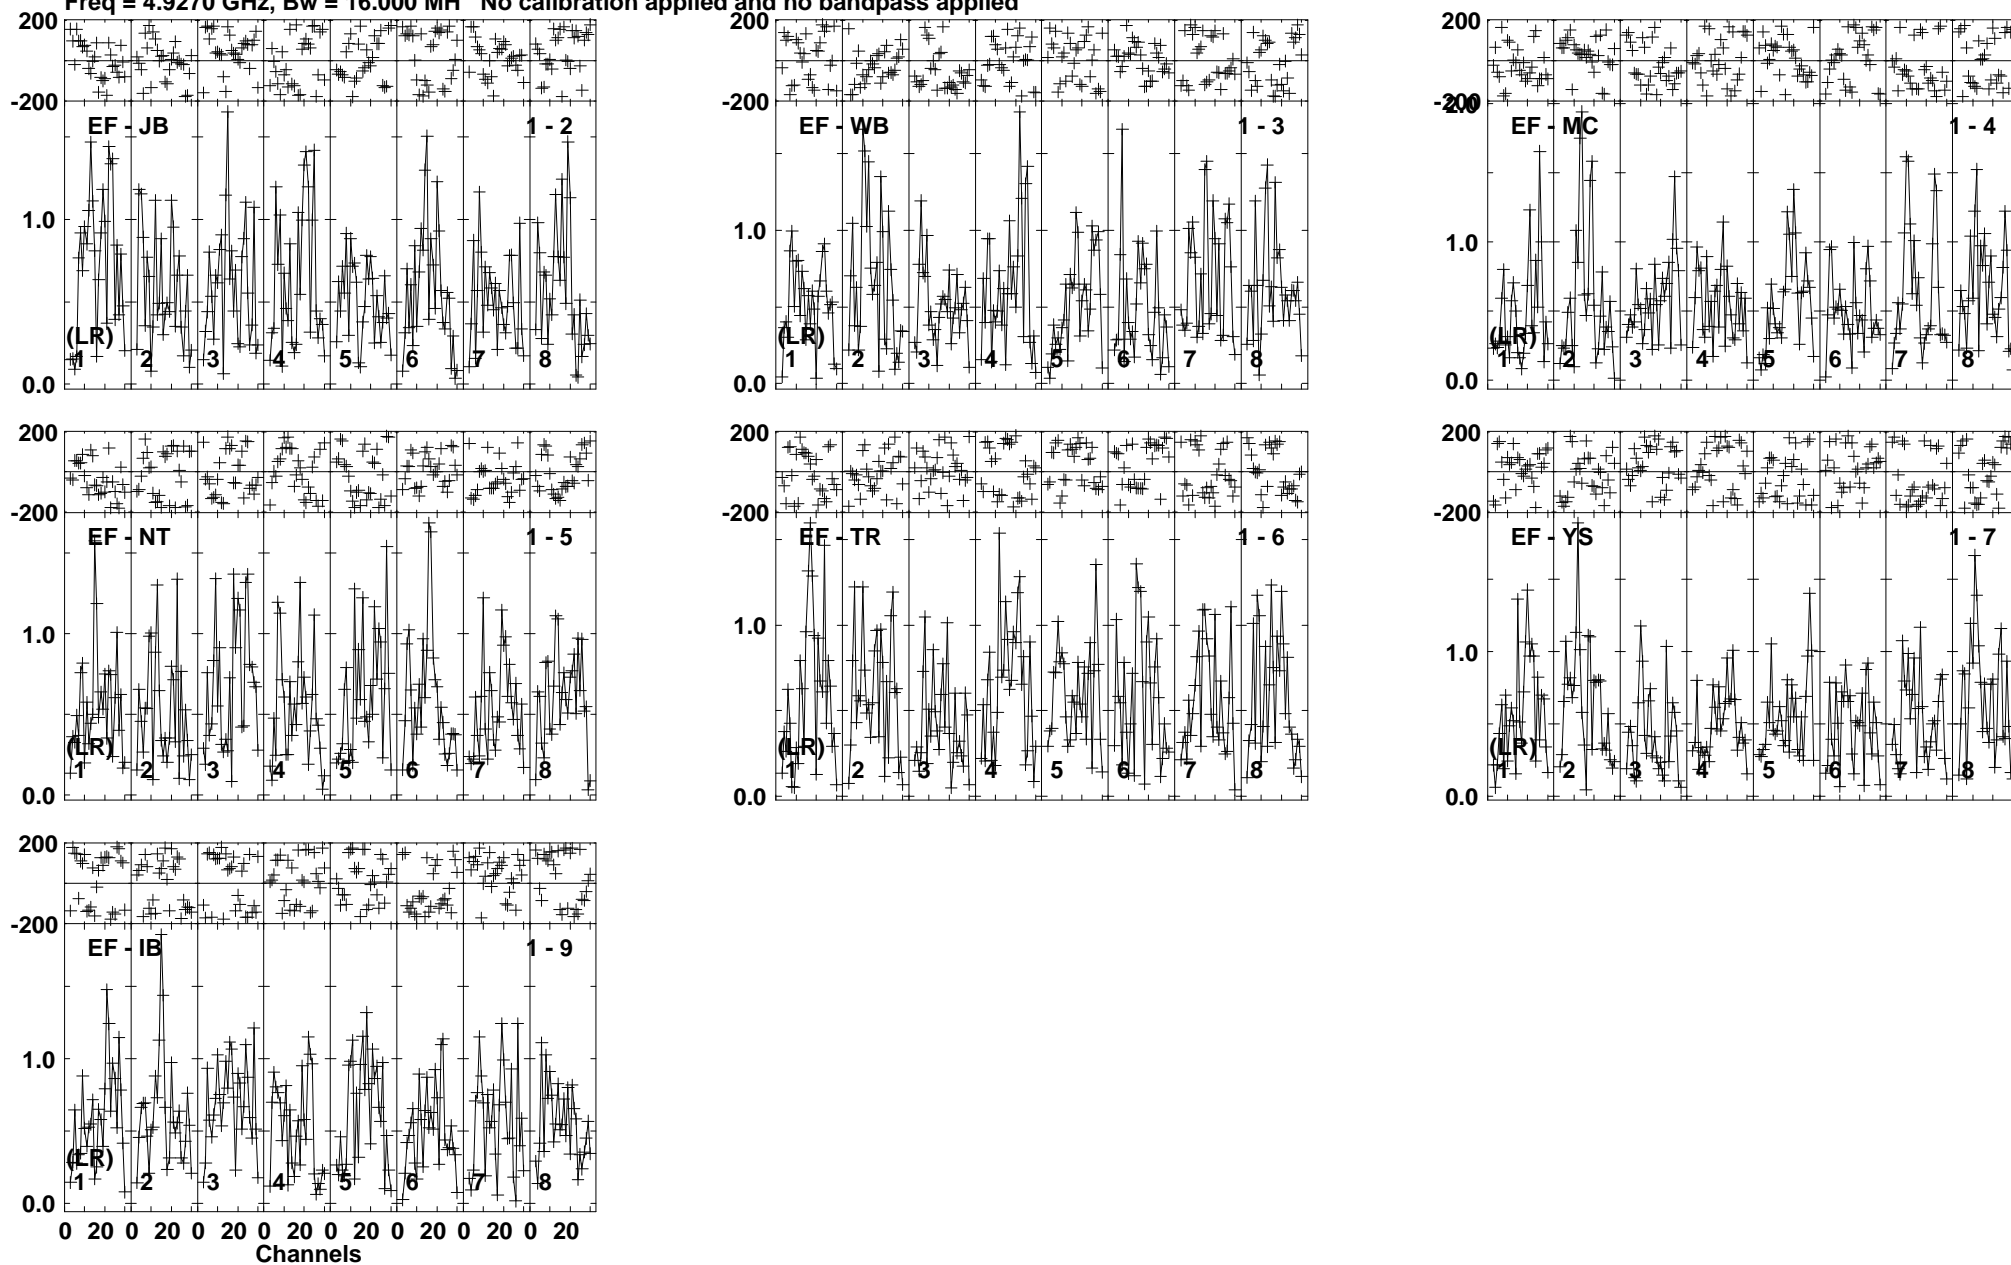 Freq = 4.9270 GHz, Bw = 16.000 MH No calibration applied and no bandpass applied
200 200 200
-200 -200 -200
2.0
EF - JB 1 - 2 EF - WB 1 - 3 EF - MC 1 - 4
1.0 1.0 1.0
(LR) (LR) (LR)
1 2 3 4 5 6 7 8 1 2 3 4 5 6 7 8 1 2 3 4 5 6 7 8
0.0 0.0 0.0
200 200 200
-200 -200 -200
EF - NT 1 - 5 EF - TR 1 - 6 EF - YS 1 - 7
1.0 1.0 1.0
(LR) (LR) (LR)
1 2 3 4 5 6 7 8 1 2 3 4 5 6 7 8 1 2 3 4 5 6 7 8
0.0 0.0 0.0
200
-200
EF - IB 1 - 9
1.0
(LR)
1 2 3 4 5 6 7 8
0.0
0 20 0 20 0 20 0 20 0 20 0 20 0 20 0 20
Channels